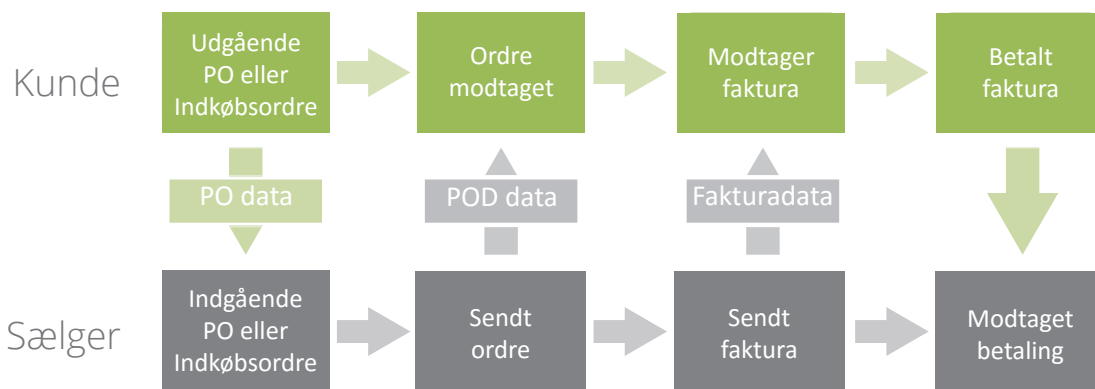 Kunde
Udgående
PO eller
Indkøbsordre
Ordre
modtaget
Modtager
faktura
Betalt
faktura
PO data
POD data
Fakturadata
Sælger
Indgående
PO eller
Indkøbsordre
Sendt
ordre
Sendt
faktura
Modtaget
betaling